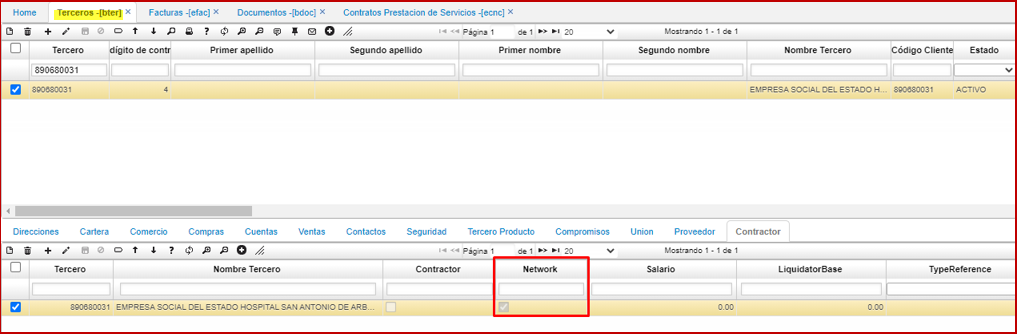 Home Terceros -[bter] × Facturas -[efac] × Documentos -[bdoc] × Contratos Prestacion de Servicios -[ecnc] ×
Página 1 de 1 20 Mostrando 1 - 1 de 1
Tercero dígito de contr Primer apellido Segundo apellido Primer nombre Segundo nombre Nombre Tercero Código Cliente Estado
890680031
890680031 4 EMPRESA SOCIAL DEL ESTADO H... 890680031 ACTIVO
Direcciones Cartera Comercio Compras Cuentas Ventas Contactos Seguridad Tercero Producto Compromisos Union Proveedor Contractor
Página 1 de 1 20 Mostrando 1 - 1 de 1
Tercero Nombre Tercero Contractor Network Salario LiquidatorBase TypeReference
890680031 EMPRESA SOCIAL DEL ESTADO HOSPITAL SAN ANTONIO DE ARB... 0.00 0.00